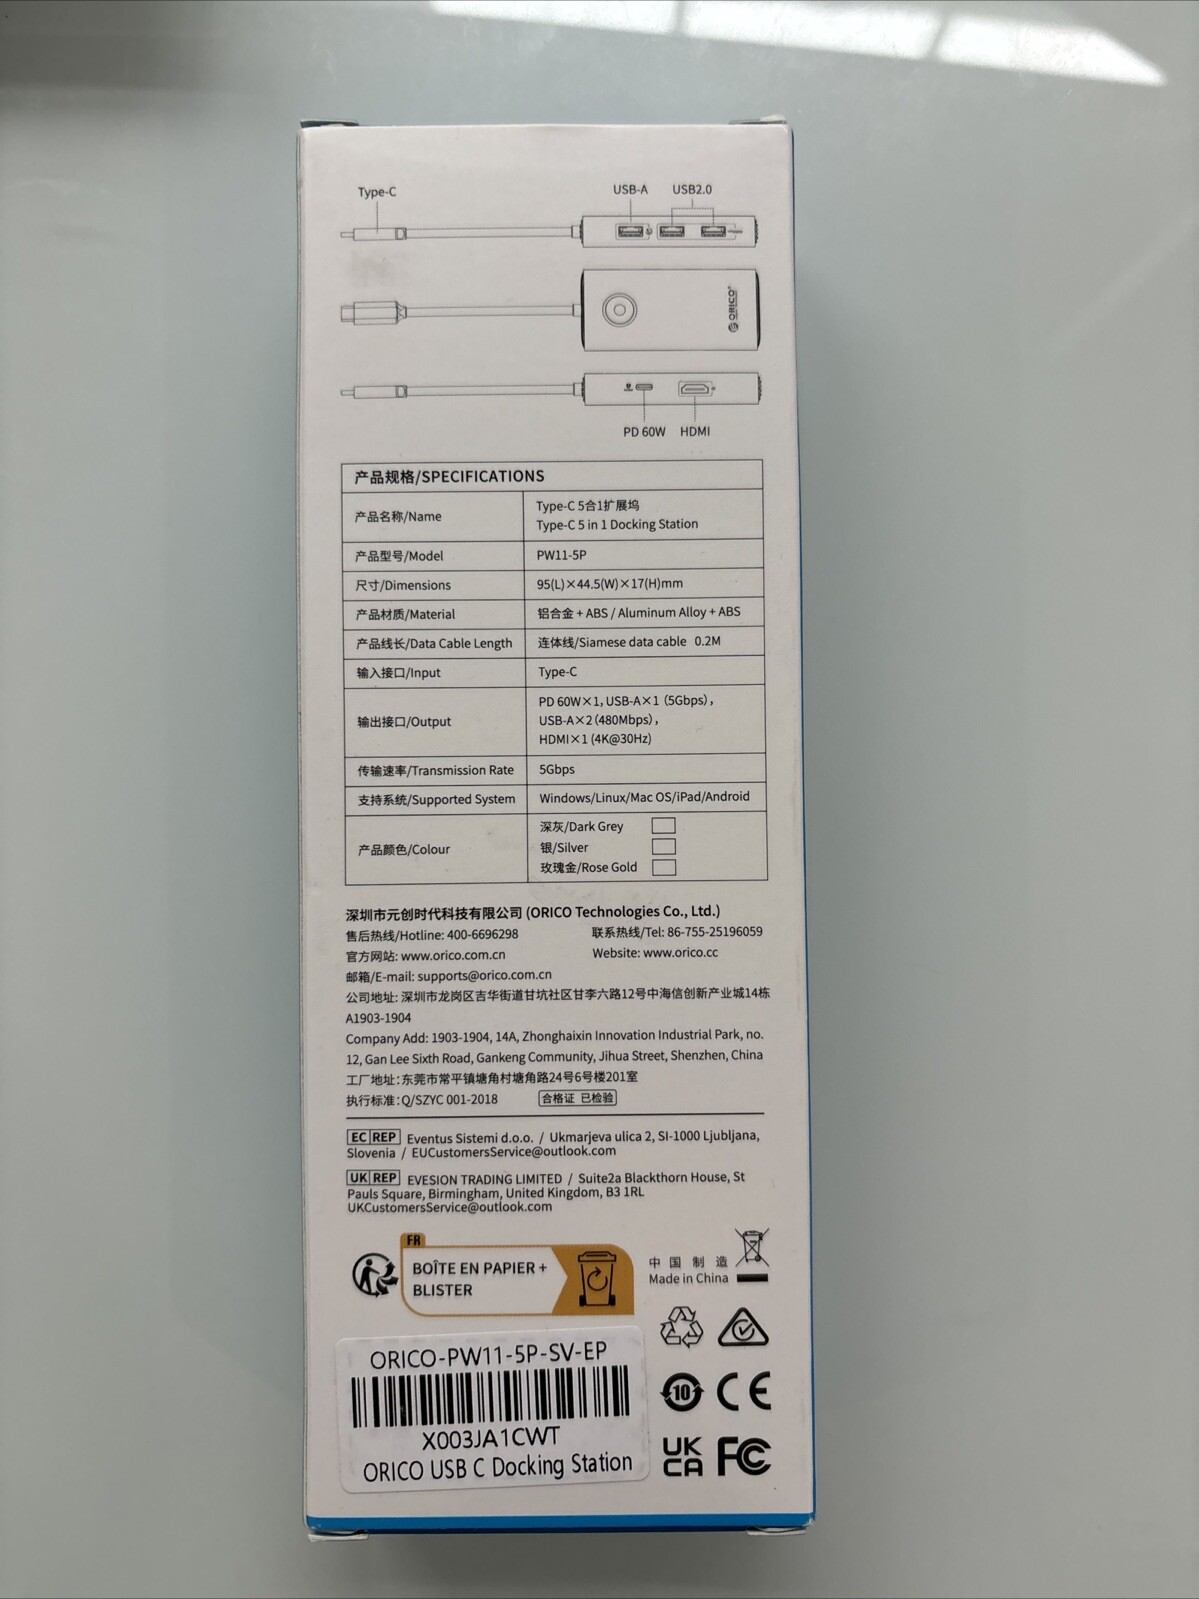 Type-C
USB-A USB2.0
ORICO
PD 60W HDMI
产品规格/SPECIFICATIONS
产品名称/Name
Type-C 5合1扩展坞
Type-C 5 in 1 Docking Station
产品型号/Model PW11-5P
尺寸/Dimensions 95(L)×44.5(W)×17(H)mm
产品材质/Material 铝合金 + ABS / Aluminum Alloy + ABS
产品线长/Data Cable Length 连体线/Siamese data cable 0.2M
输入接口/Input Type-C
输出接口/Output
PD 60W×1, USB-A×1 (5Gbps),
USB-A×2 (480Mbps),
HDMI×1 (4K@30Hz)
传输速率/Transmission Rate 5Gbps
支持系统/Supported System Windows/Linux/Mac OS/iPad/Android
产品颜色/Colour
深灰/Dark Grey
银/Silver
玫瑰金/Rose Gold
深圳市元创时代科技有限公司 (ORICO Technologies Co., Ltd.)
售后热线/Hotline: 400-6696298 联系热线/Tel: 86-755-25196059
官方网站: www.orico.com.cn Website: www.orico.cc
邮箱/E-mail: supports@orico.com.cn
公司地址: 深圳市龙岗区吉华街道甘坑社区甘李六路12号中海信创新产业城14栋
A1903-1904
Company Add: 1903-1904, 14A, Zhonghaixin Innovation Industrial Park, no.
12, Gan Lee Sixth Road, Gankeng Community, Jihua Street, Shenzhen, China
工厂地址:东莞市常平镇塘角村塘角路24号6号楼201室
执行标准:Q/SZYC 001-2018 合格证 已检验
EC REP Eventus Sistemi d.o.o. / Ukmarjeva ulica 2, SI-1000 Ljubljana,
Slovenia / EUCustomersService@outlook.com
UK REP EVESION TRADING LIMITED / Suite2a Blackthorn House, St
Pauls Square, Birmingham, United Kingdom, B3 1RL
UKCustomersService@outlook.com
FR
BOÎTE EN PAPIER +
BLISTER
中国制造
Made in China
ORICO-PW11-5P-SV-EP
X003JA1CWT
ORICO USB C Docking Station
10 CE
UK
CA FC